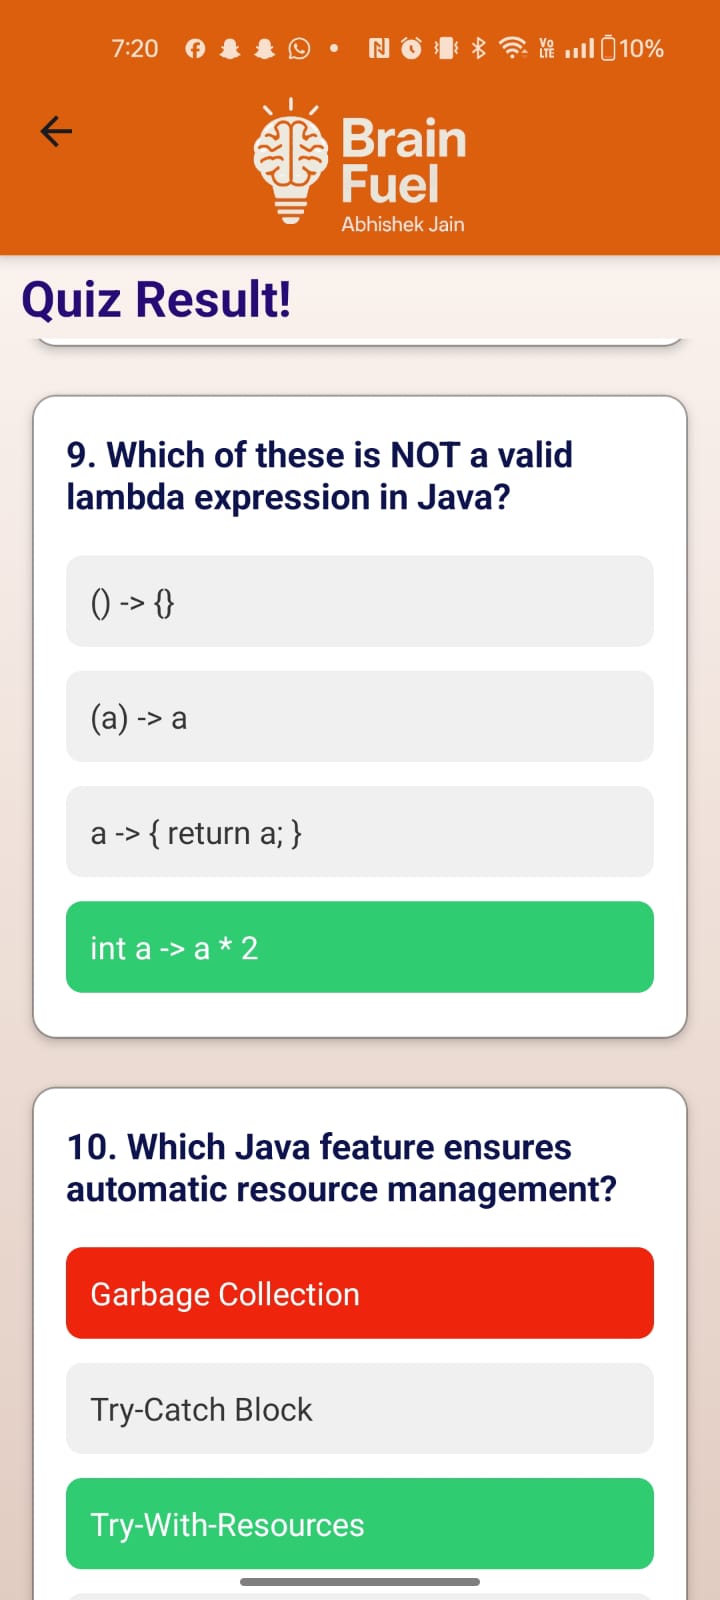 7:20
Vo
LTE
10%
Brain
Fuel
Abhishek Jain
Quiz Result!
9. Which of these is NOT a valid
lambda expression in Java?
() -> {}
(a) -> a
a -> { return a; }
int a -> a * 2
10. Which Java feature ensures
automatic resource management?
Garbage Collection
Try-Catch Block
Try-With-Resources